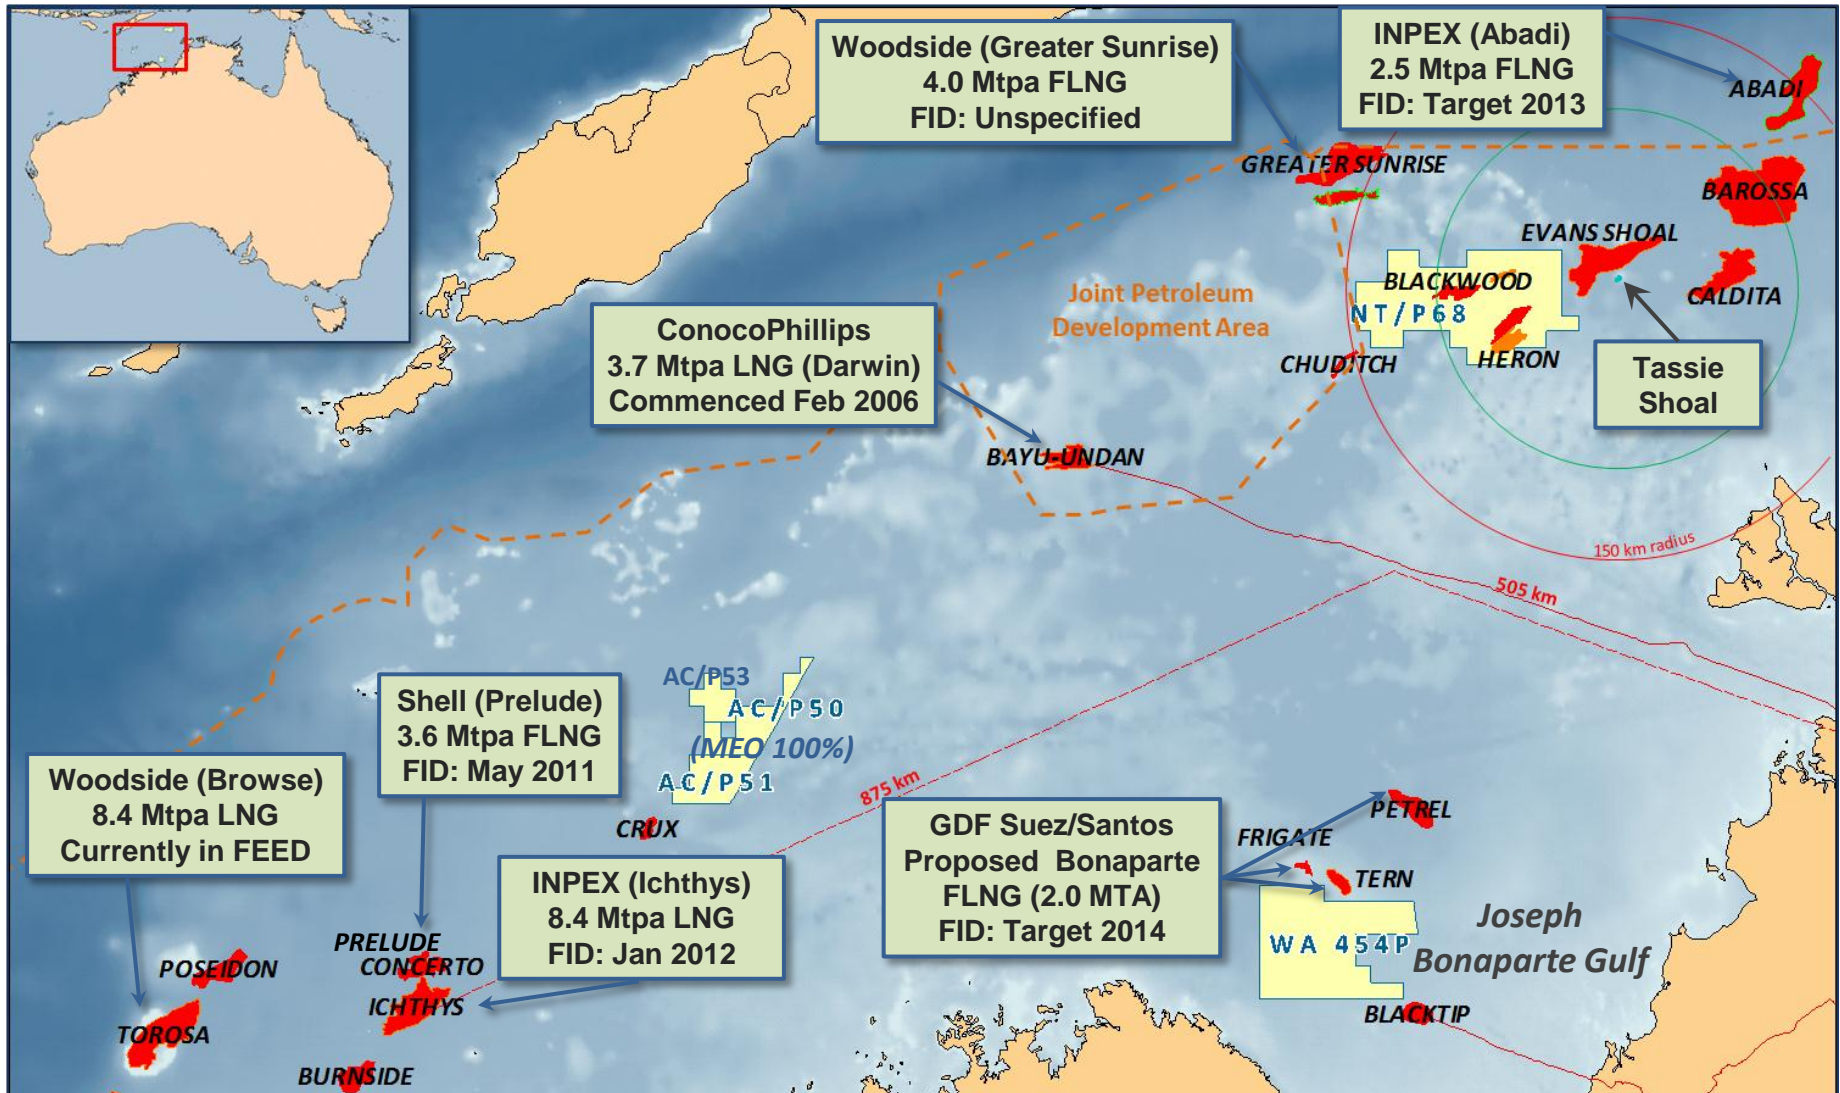 Woodside (Greater Sunrise)
4.0 Mtpa FLNG
FID: Unspecified
INPEX (Abadi)
2.5 Mtpa FLNG
FID: Target 2013
ABADI
GREATER SUNRISE
BAROSSA
EVANS SHOAL
BLACKWOOD
CALDITA
NT/P68
Joint Petroleum
Development Area
HERON
CHUDITCH
Tassie
Shoal
ConocoPhillips
3.7 Mtpa LNG (Darwin)
Commenced Feb 2006
BAYU-UNDAN
150 km radius
505 km
AC/P53
AC/P50
(MEO 100%)
AC/P51
Shell (Prelude)
3.6 Mtpa FLNG
FID: May 2011
Woodside (Browse)
8.4 Mtpa LNG
Currently in FEED
875 km
CRUX
PETREL
FRIGATE
TERN
GDF Suez/Santos
Proposed Bonaparte
FLNG (2.0 MTA)
FID: Target 2014
INPEX (Ichthys)
8.4 Mtpa LNG
FID: Jan 2012
Joseph
Bonaparte Gulf
WA 454P
PRELUDE
CONCERTO
POSEIDON
ICHTHYS
BLACKTIP
TOROSA
BURNSIDE